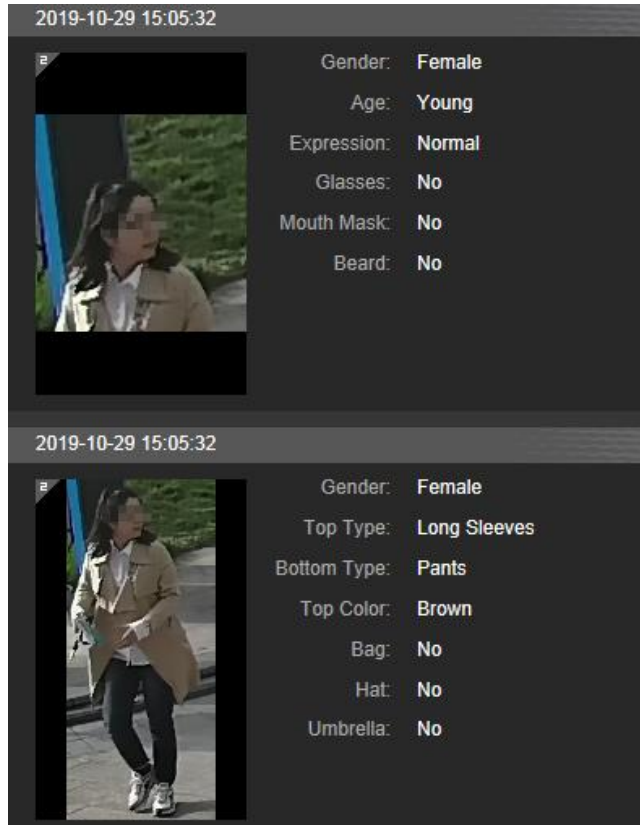 2019-10-29 15:05:32
2
Gender: Female
Age: Young
Expression: Normal
Glasses: No
Mouth Mask: No
Beard: No
2019-10-29 15:05:32
2
Gender: Female
Top Type: Long Sleeves
Bottom Type: Pants
Top Color: Brown
Bag: No
Hat: No
Umbrella: No